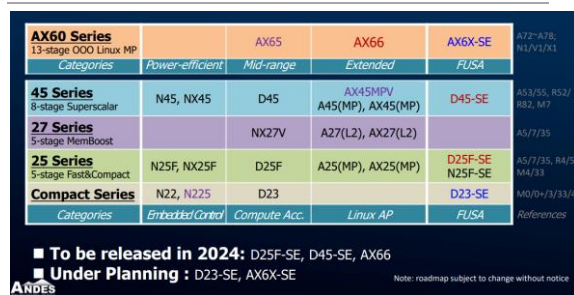 AX60 Series
13-stage OOO Linux MP
AX65
AX66
AX6X-SE
A72~A78;
N1/V1/X1
Categories
Power-efficient
Mid-range
Extended
FUSA
45 Series
8-stage Superscalar
N45, NX45
D45
AX45MPV
A45(MP), AX45(MP)
D45-SE
A53/55, R52/
R82, M7
27 Series
5-stage MemBoost
NX27V
A27(L2), AX27(L2)
A5/7/35
25 Series
5-stage Fast&Compact
N25F, NX25F
D25F
A25(MP), AX25(MP)
D25F-SE
N25F-SE
A5/7/35, R4/5
M4/33
Compact Series
N22, N225
D23
D23-SE
M0/0+/3/33/4
Categories
Embedded Control
Compute Acc.
Linux AP
FUSA
References
■ To be released in 2024: D25F-SE, D45-SE, AX66
■ Under Planning : D23-SE, AX6X-SE
ANDES
Note: roadmap subject to change without notice